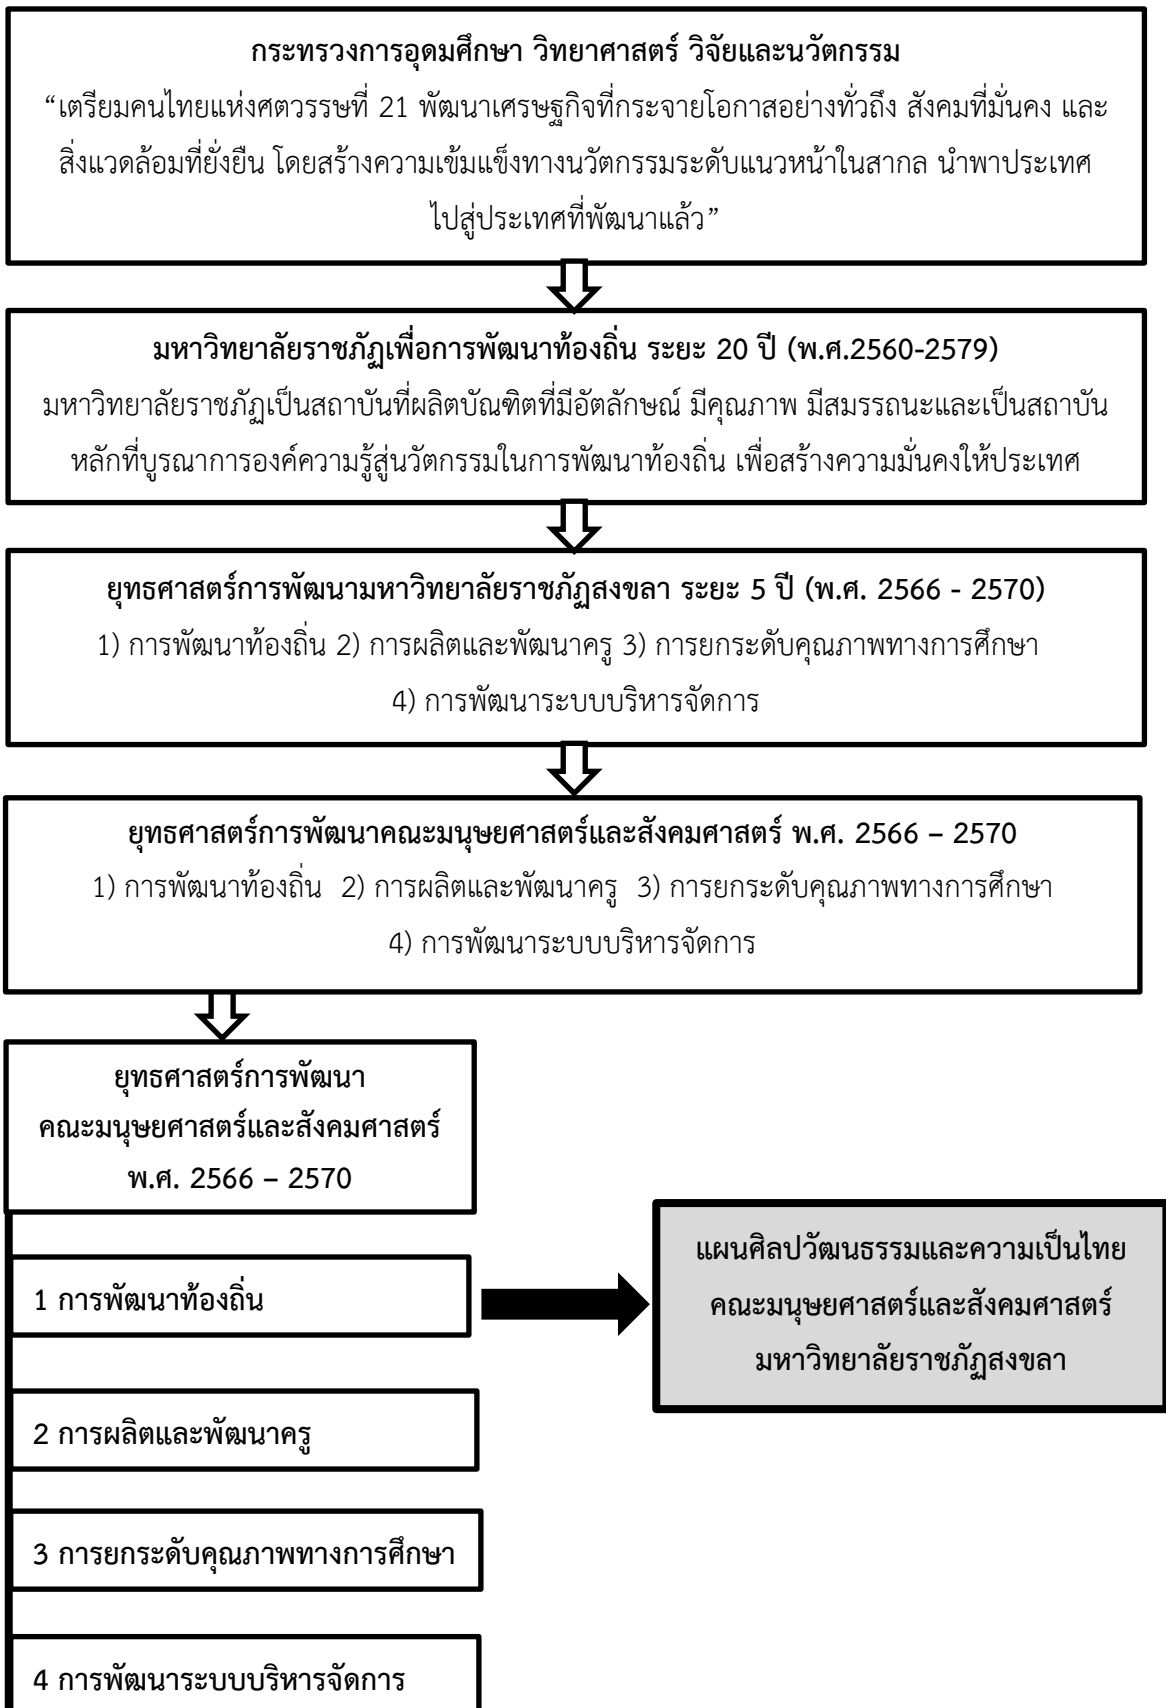 กระทรวงการอุดมศึกษา วิทยาศาสตร์ วิจัยและนวัตกรรม
“เตรียมคนไทยแห่งศตวรรษที่ 21 พัฒนาเศรษฐกิจที่กระจายโอกาสอย่างทั่วถึง สังคมที่มั่นคง และ
สิ่งแวดล้อมที่ยั่งยืน โดยสร้างความเข้มแข็งทางนวัตกรรมระดับแนวหน้าในสากล นำพาประเทศ
ไปสู่ประเทศที่พัฒนาแล้ว”
มหาวิทยาลัยราชภัฏเพื่อการพัฒนาท้องถิ่น ระยะ 20 ปี (พ.ศ.2560-2579)
มหาวิทยาลัยราชภัฏเป็นสถาบันที่ผลิตบัณฑิตที่มีอัตลักษณ์ มีคุณภาพ มีสมรรถนะและเป็นสถาบัน
หลักที่บูรณาการองค์ความรู้สู่นวัตกรรมในการพัฒนาท้องถิ่น เพื่อสร้างความมั่นคงให้ประเทศ
ยุทธศาสตร์การพัฒนามหาวิทยาลัยราชภัฏสงขลา ระยะ 5 ปี (พ.ศ. 2566 - 2570)
1) การพัฒนาท้องถิ่น 2) การผลิตและพัฒนาครู 3) การยกระดับคุณภาพทางการศึกษา
4) การพัฒนาระบบบริหารจัดการ
ยุทธศาสตร์การพัฒนาคณะมนุษยศาสตร์และสังคมศาสตร์ พ.ศ. 2566 – 2570
1) การพัฒนาท้องถิ่น 2) การผลิตและพัฒนาครู 3) การยกระดับคุณภาพทางการศึกษา
4) การพัฒนาระบบบริหารจัดการ
ยุทธศาสตร์การพัฒนา
คณะมนุษยศาสตร์และสังคมศาสตร์
พ.ศ. 2566 – 2570
1 การพัฒนาท้องถิ่น
แผนศิลปวัฒนธรรมและความเป็นไทย
คณะมนุษยศาสตร์และสังคมศาสตร์
มหาวิทยาลัยราชภัฏสงขลา
2 การผลิตและพัฒนาครู
3 การยกระดับคุณภาพทางการศึกษา
4 การพัฒนาระบบบริหารจัดการ